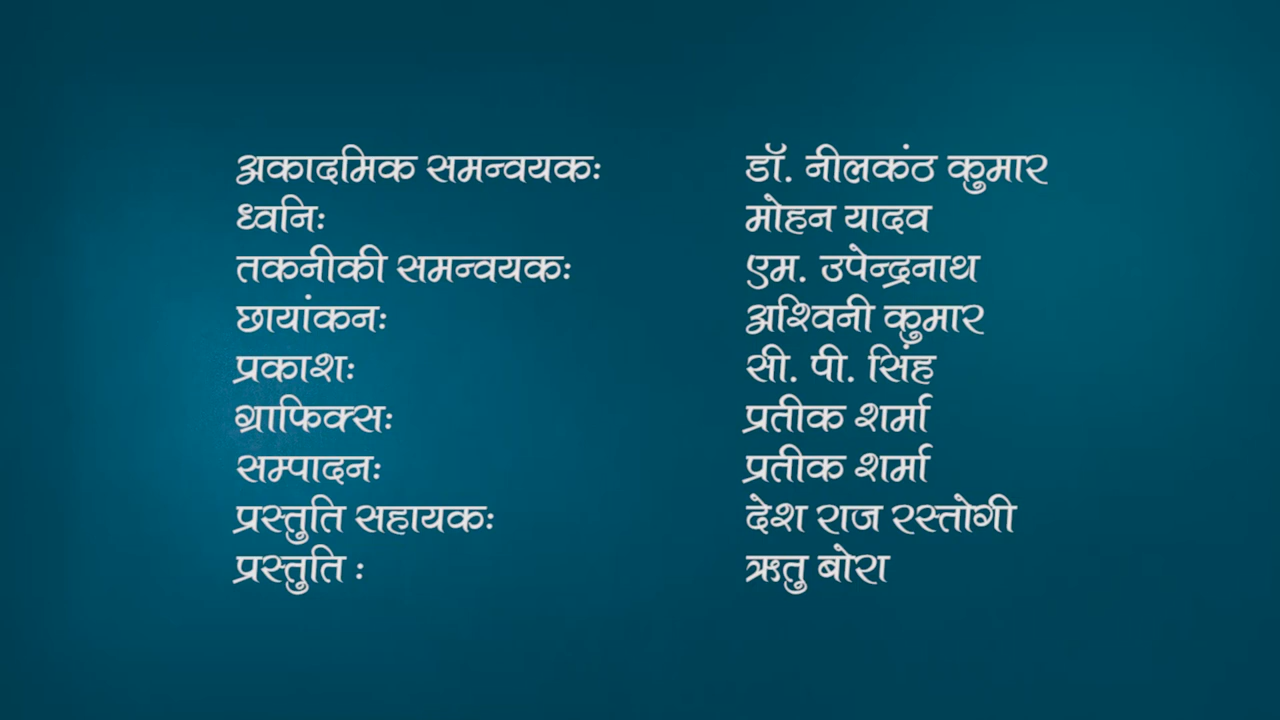 अकादमिक समन्वयकः डॉ. नीलकंठ कुमार
ध्वनिः मोहन यादव
तकनीकी समन्वयकः एम. उपेन्द्रनाथ
छायांकनः अश्विनी कुमार
प्रकाशः सी. पी. सिंह
ग्राफिक्सः प्रतीक शर्मा
सम्पादनः प्रतीक शर्मा
प्रस्तुति सहायकः देश राज रस्तोगी
प्रस्तुति : ऋतु बोरा